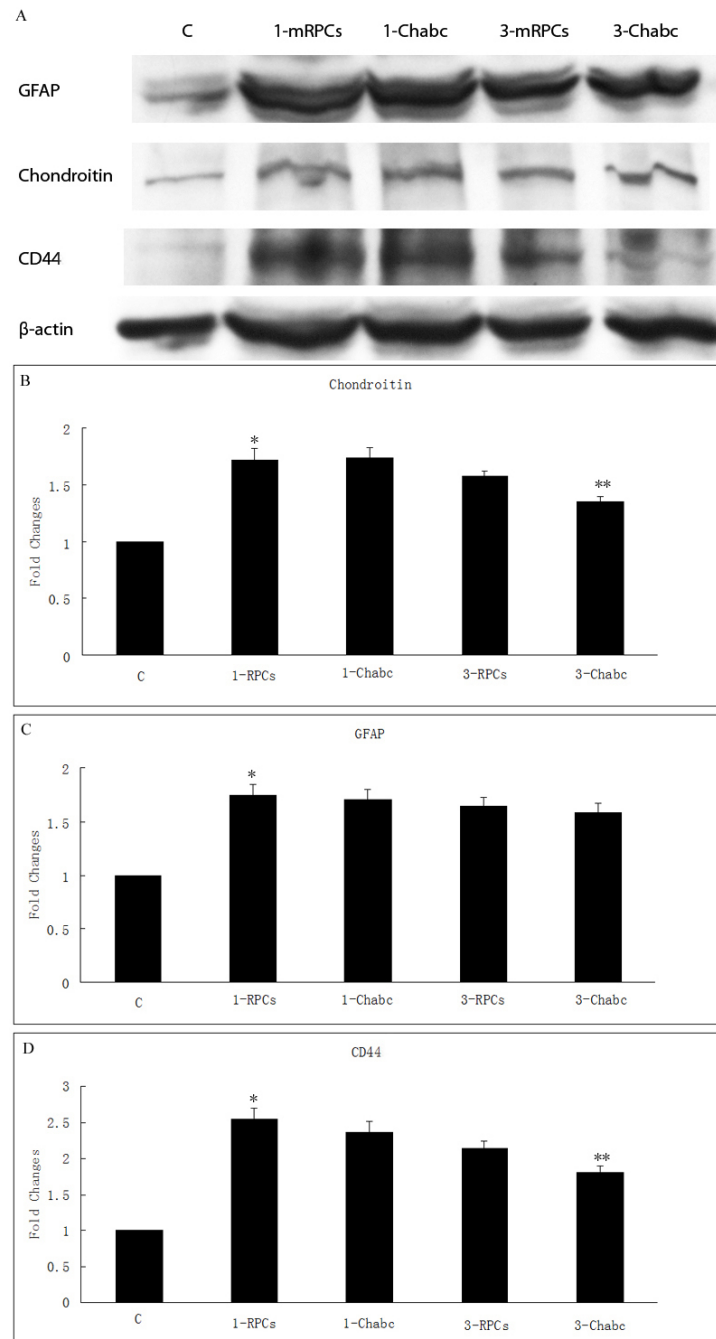 A
C 1-mRPCs 1-Chabc 3-mRPCs 3-Chabc
GFAP
Chondroitin
CD44
β-actin
B
Chondroitin
Fold Changes
2
1.5
1
0.5
0
*
**
C 1-RPCs 1-Chabc 3-RPCs 3-Chabc
C
GFAP
Fold Changes
2
1.5
1
0.5
0
*
C 1-RPCs 1-Chabc 3-RPCs 3-Chabc
D
CD44
Fold Changes
3
2.5
2
1.5
1
0.5
0
*
**
C 1-RPCs 1-Chabc 3-RPCs 3-Chabc